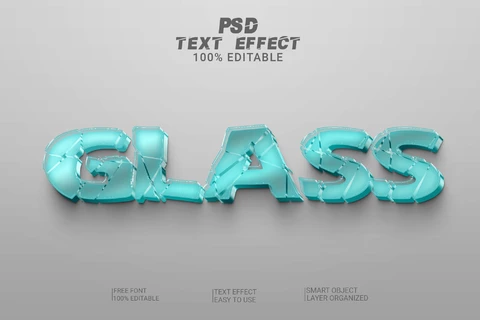 PSD
TEXT EFFECT
100% EDITABLE
GLASS
FREE FONT
100% EDITABLE
TEXT EFFECT
EASY TO USE
SMART OBJECT
LAYER ORGANIZED